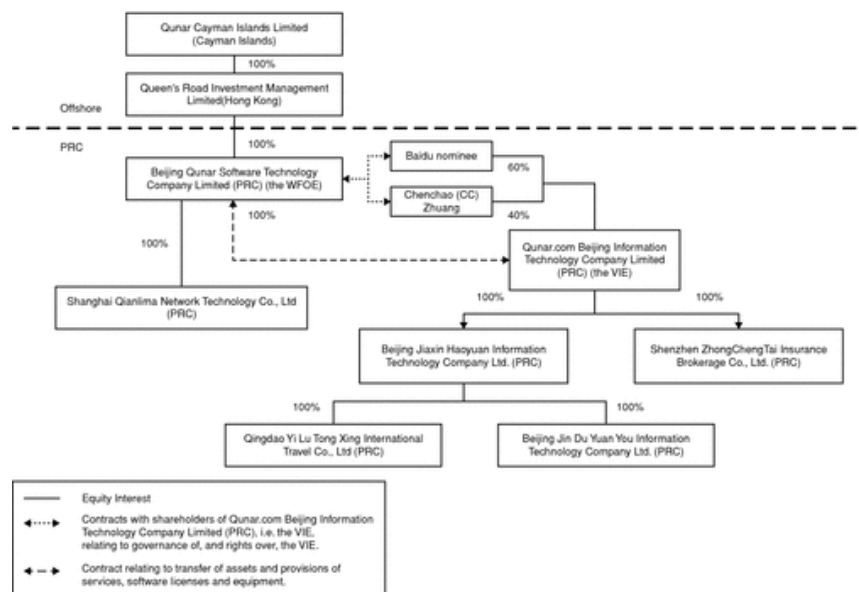 Qunar Cayman Islands Limited
(Cayman Islands)
100%
Queen's Road Investment Management
Limited(Hong Kong)
Offshore
PRC
100%
Beijing Qunar Software Technology
Company Limited (PRC) (the WFOE)
Baidu nominee
60%
Chenchao (CC)
Zhuang
100%
40%
100%
Qunar.com Beijing Information
Technology Company Limited
(PRC) (the VIE)
Shanghai Qianlima Network Technology Co., Ltd
(PRC)
100%
100%
Beijing Jiaxin Haoyuan Information
Technology Company Ltd. (PRC)
Shenzhen ZhongChengTai Insurance
Brokerage Co., Ltd. (PRC)
100%
100%
Qingdao Yi Lu Tong Xing International
Travel Co., Ltd (PRC)
Beijing Jin Du Yuan You Information
Technology Company Ltd. (PRC)
Equity Interest
Contracts with shareholders of Qunar.com Beijing Information
Technology Company Limited (PRC), i.e. the VIE,
relating to governance of, and rights over, the VIE.
Contract relating to transfer of assets and provisions of
services, software licenses and equipment.